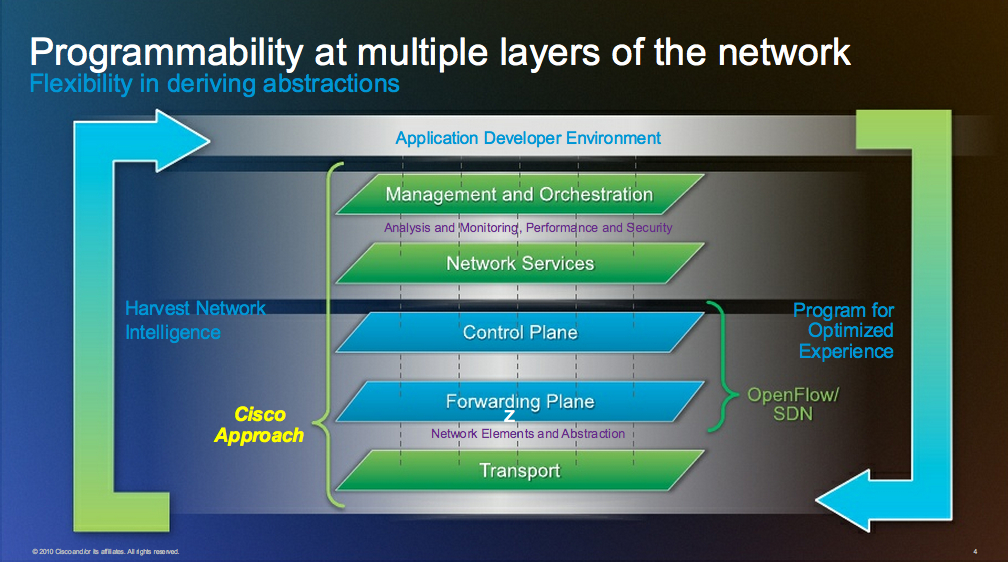 Programmability at multiple layers of the network
Flexibility in deriving abstractions
Application Developer Environment
Management and Orchestration
Analysis and Monitoring, Performance and Security
Network Services
Harvest Network
Intelligence
Control Plane
Program for
Optimized
Experience
Forwarding Plane
z
OpenFlow/
SDN
Cisco
Approach
Network Elements and Abstraction
Transport
© 2010 Cisco and/or its affiliates. All rights reserved.
4